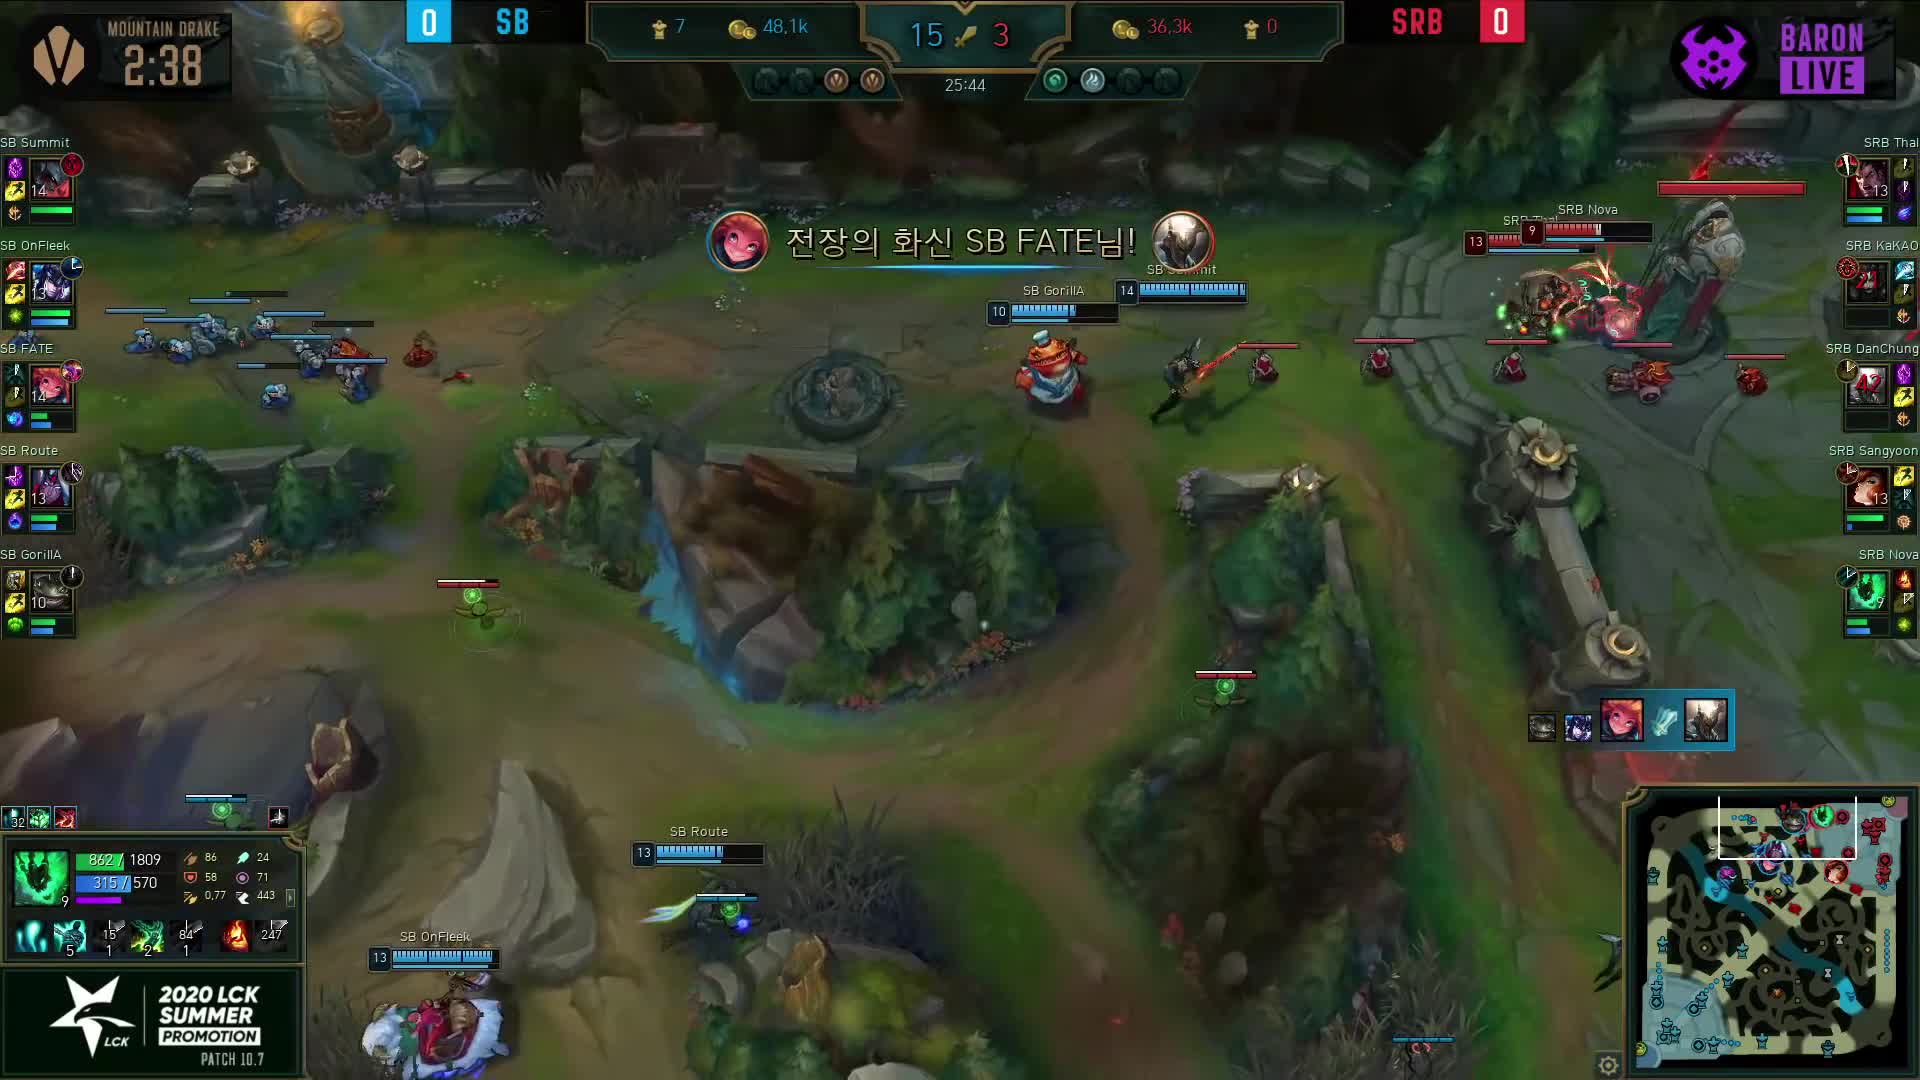 MOUNTAIN DRAKE
2:38
0 SB 7 48,1k 15 3 36,3k 0 SRB 0
25:44
BARON
LIVE
SB Summit
14
SB OnFleek
13
SB FATE
14
SB Route
13
SB GorillA
10
SRB Thal
13
SRB KaKAO
21
SRB DanChung
42
SRB Sangyoon
13
SRB Nova
9
전장의 화신 SB FATE님!
SRB Nova
9
13
SB GorillA
10
14
SB Route
13
SB OnFleek
13
32
862 / 1809
315 / 570
9
86 24
58 71
0,77 443
5 15 1 2 84 1 247
LCK
2020 LCK
SUMMER
PROMOTION
PATCH 10.7